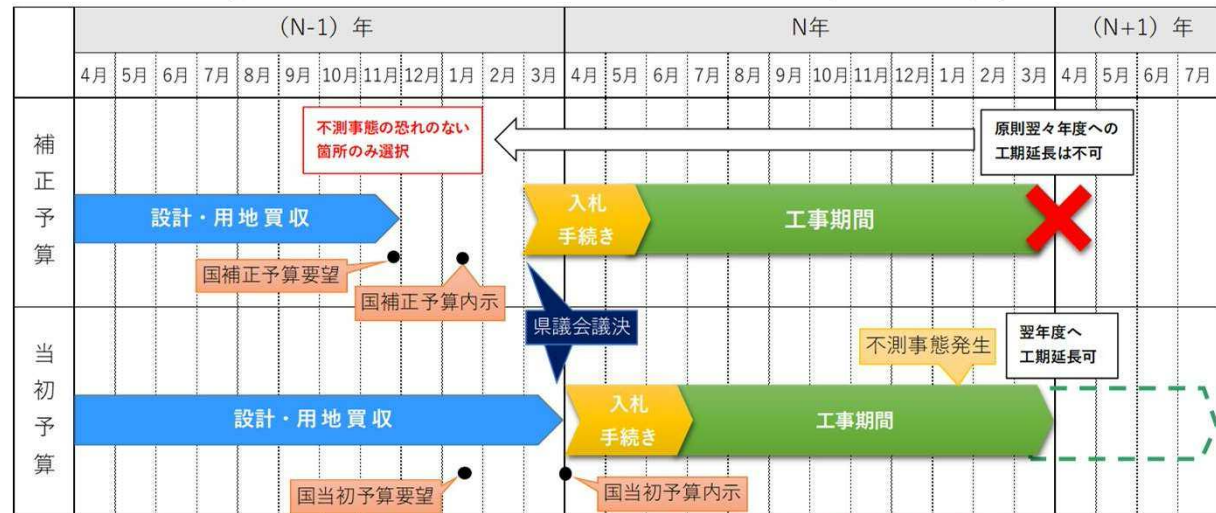 (N-1) 年
N年
(N+1) 年
4月 5月 6月 7月 8月 9月 10月 11月 12月 1月 2月 3月 4月 5月 6月 7月 8月 9月 10月 11月 12月 1月 2月 3月 4月 5月 6月 7月
補正予算
不測事態の恐れのない
箇所のみ選択
原則翌々年度への
工期延長は不可
設計・用地買収
入札
手続き
工事期間
国補正予算要望
国補正予算内示
県議会議決
当初予算
不測事態発生
翌年度へ
工期延長可
設計・用地買収
入札
手続き
工事期間
国当初予算要望
国当初予算内示